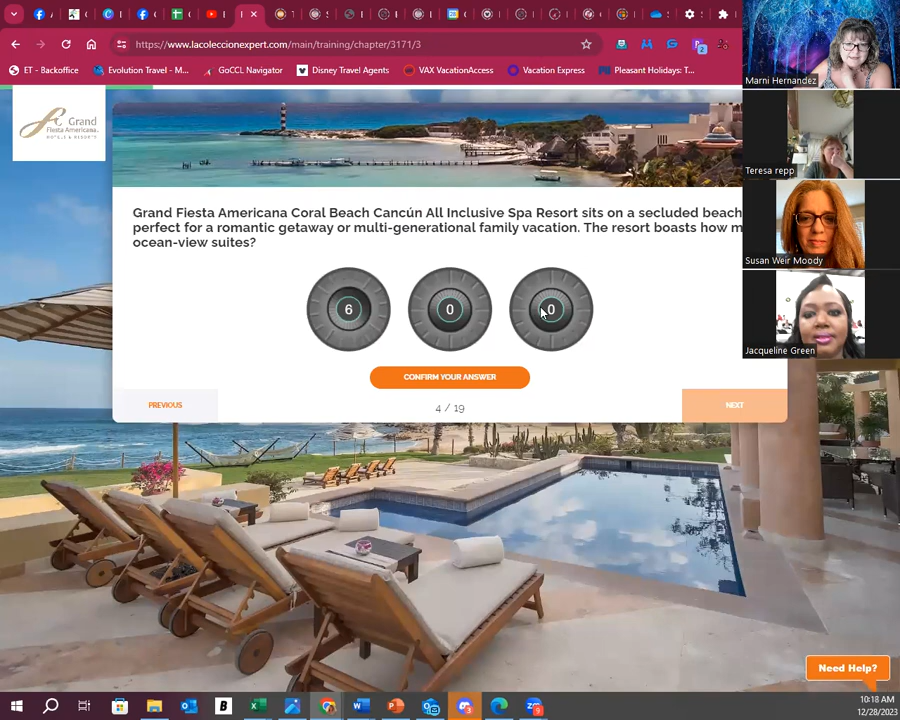 https://www.lacoleccionexpert.com/main/training/chapter/3171/3
ET - Backoffice
Evolution Travel - M...
GoCCL Navigator
Disney Travel Agents
VAX VacationAccess
Vacation Express
Pleasant Holidays: T...
Marni Hernandez
Grand
Fiesta Americana
HOTELS & RESORTS
Teresa repp
Grand Fiesta Americana Coral Beach Cancún All Inclusive Spa Resort sits on a secluded beach
perfect for a romantic getaway or multi-generational family vacation. The resort boasts how m
ocean-view suites?
Susan Weir Moody
6
0
0
Jacqueline Green
CONFIRM YOUR ANSWER
PREVIOUS
4 / 19
NEXT
Need Help?
10:18 AM
12/28/2023